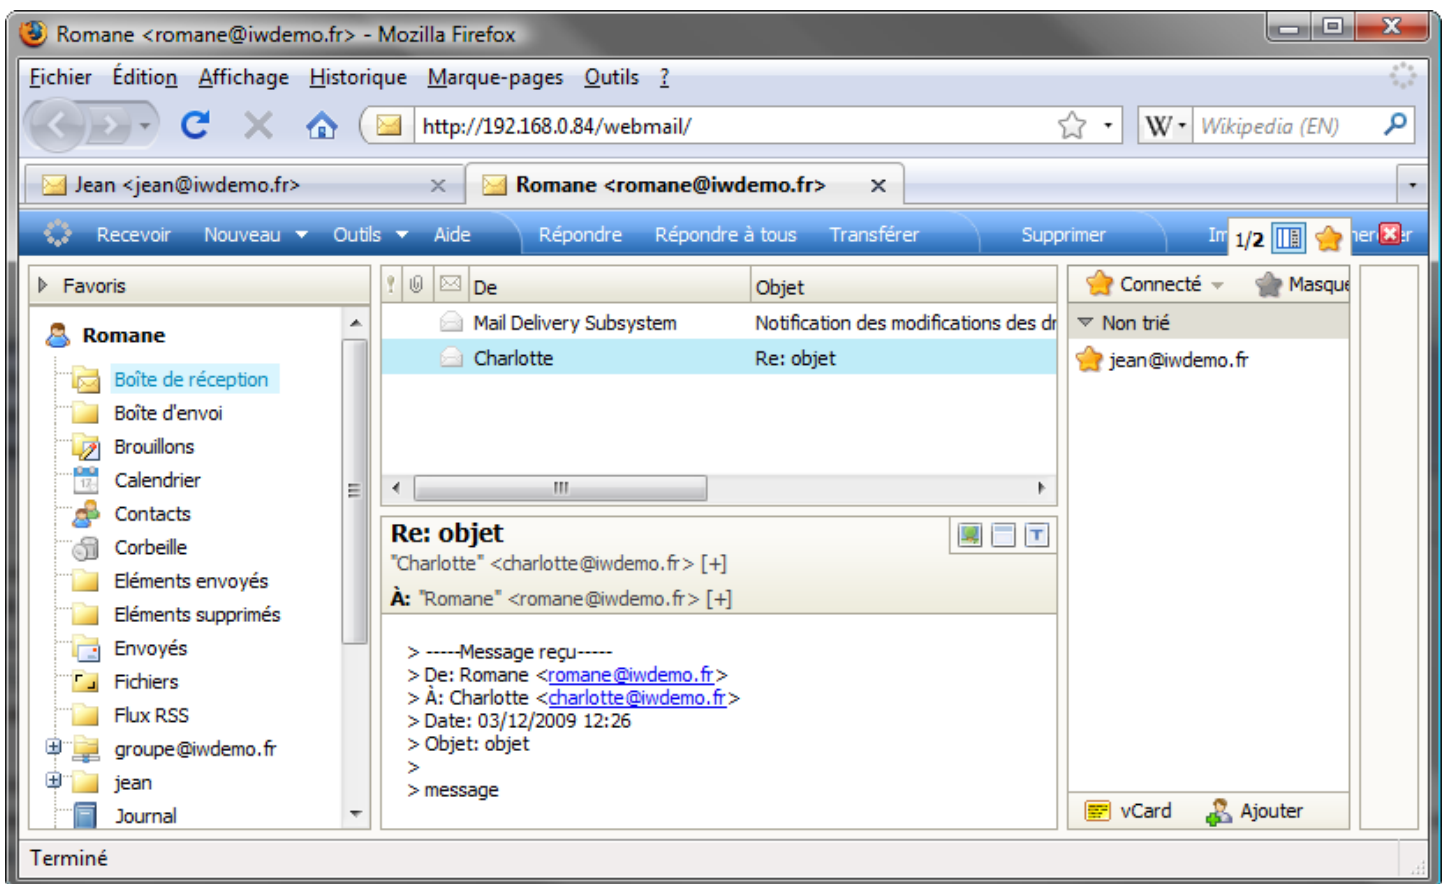 Romane <romane@iwdemo.fr> - Mozilla Firefox
Fichier Édition Affichage Historique Marque-pages Outils ?
http://192.168.0.84/webmail/ W Wikipedia (EN)
Jean <jean@iwdemo.fr> Romane <romane@iwdemo.fr>
Recevoir Nouveau Outils Aide Répondre Répondre à tous Transférer Supprimer 1/2
Favoris
Romane
Boîte de réception
Boîte d'envoi
Brouillons
Calendrier
Contacts
Corbeille
Eléments envoyés
Eléments supprimés
Envoyés
Fichiers
Flux RSS
groupe@iwdemo.fr
jean
Journal
De Objet
Mail Delivery Subsystem Notification des modifications des dr
Charlotte Re: objet
Re: objet
"Charlotte" <charlotte@iwdemo.fr> [+]
À: "Romane" <romane@iwdemo.fr> [+]
> -----Message reçu-----
> De: Romane <romane@iwdemo.fr>
> À: Charlotte <charlotte@iwdemo.fr>
> Date: 03/12/2009 12:26
> Objet: objet
>
> message
Connecté Masque
Non trié
jean@iwdemo.fr
vCard Ajouter
Terminé